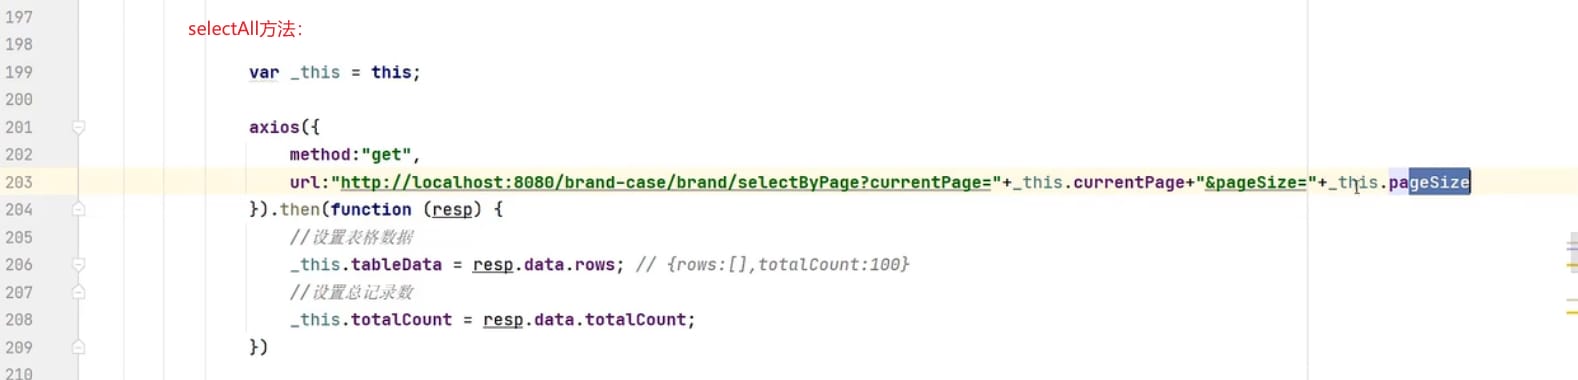 197
selectAll方法：
198
199 var _this = this;
200
201 axios({
202 method:"get",
203 url:"http://localhost:8080/brand-case/brand/selectByPage?currentPage="+_this.currentPage+"&pageSize="+_this.pageSize
204 }).then(function (resp) {
205 //设置表格数据
206 _this.tableData = resp.data.rows; // {rows:[],totalCount:100}
207 //设置总记录数
208 _this.totalCount = resp.data.totalCount;
209 })
210